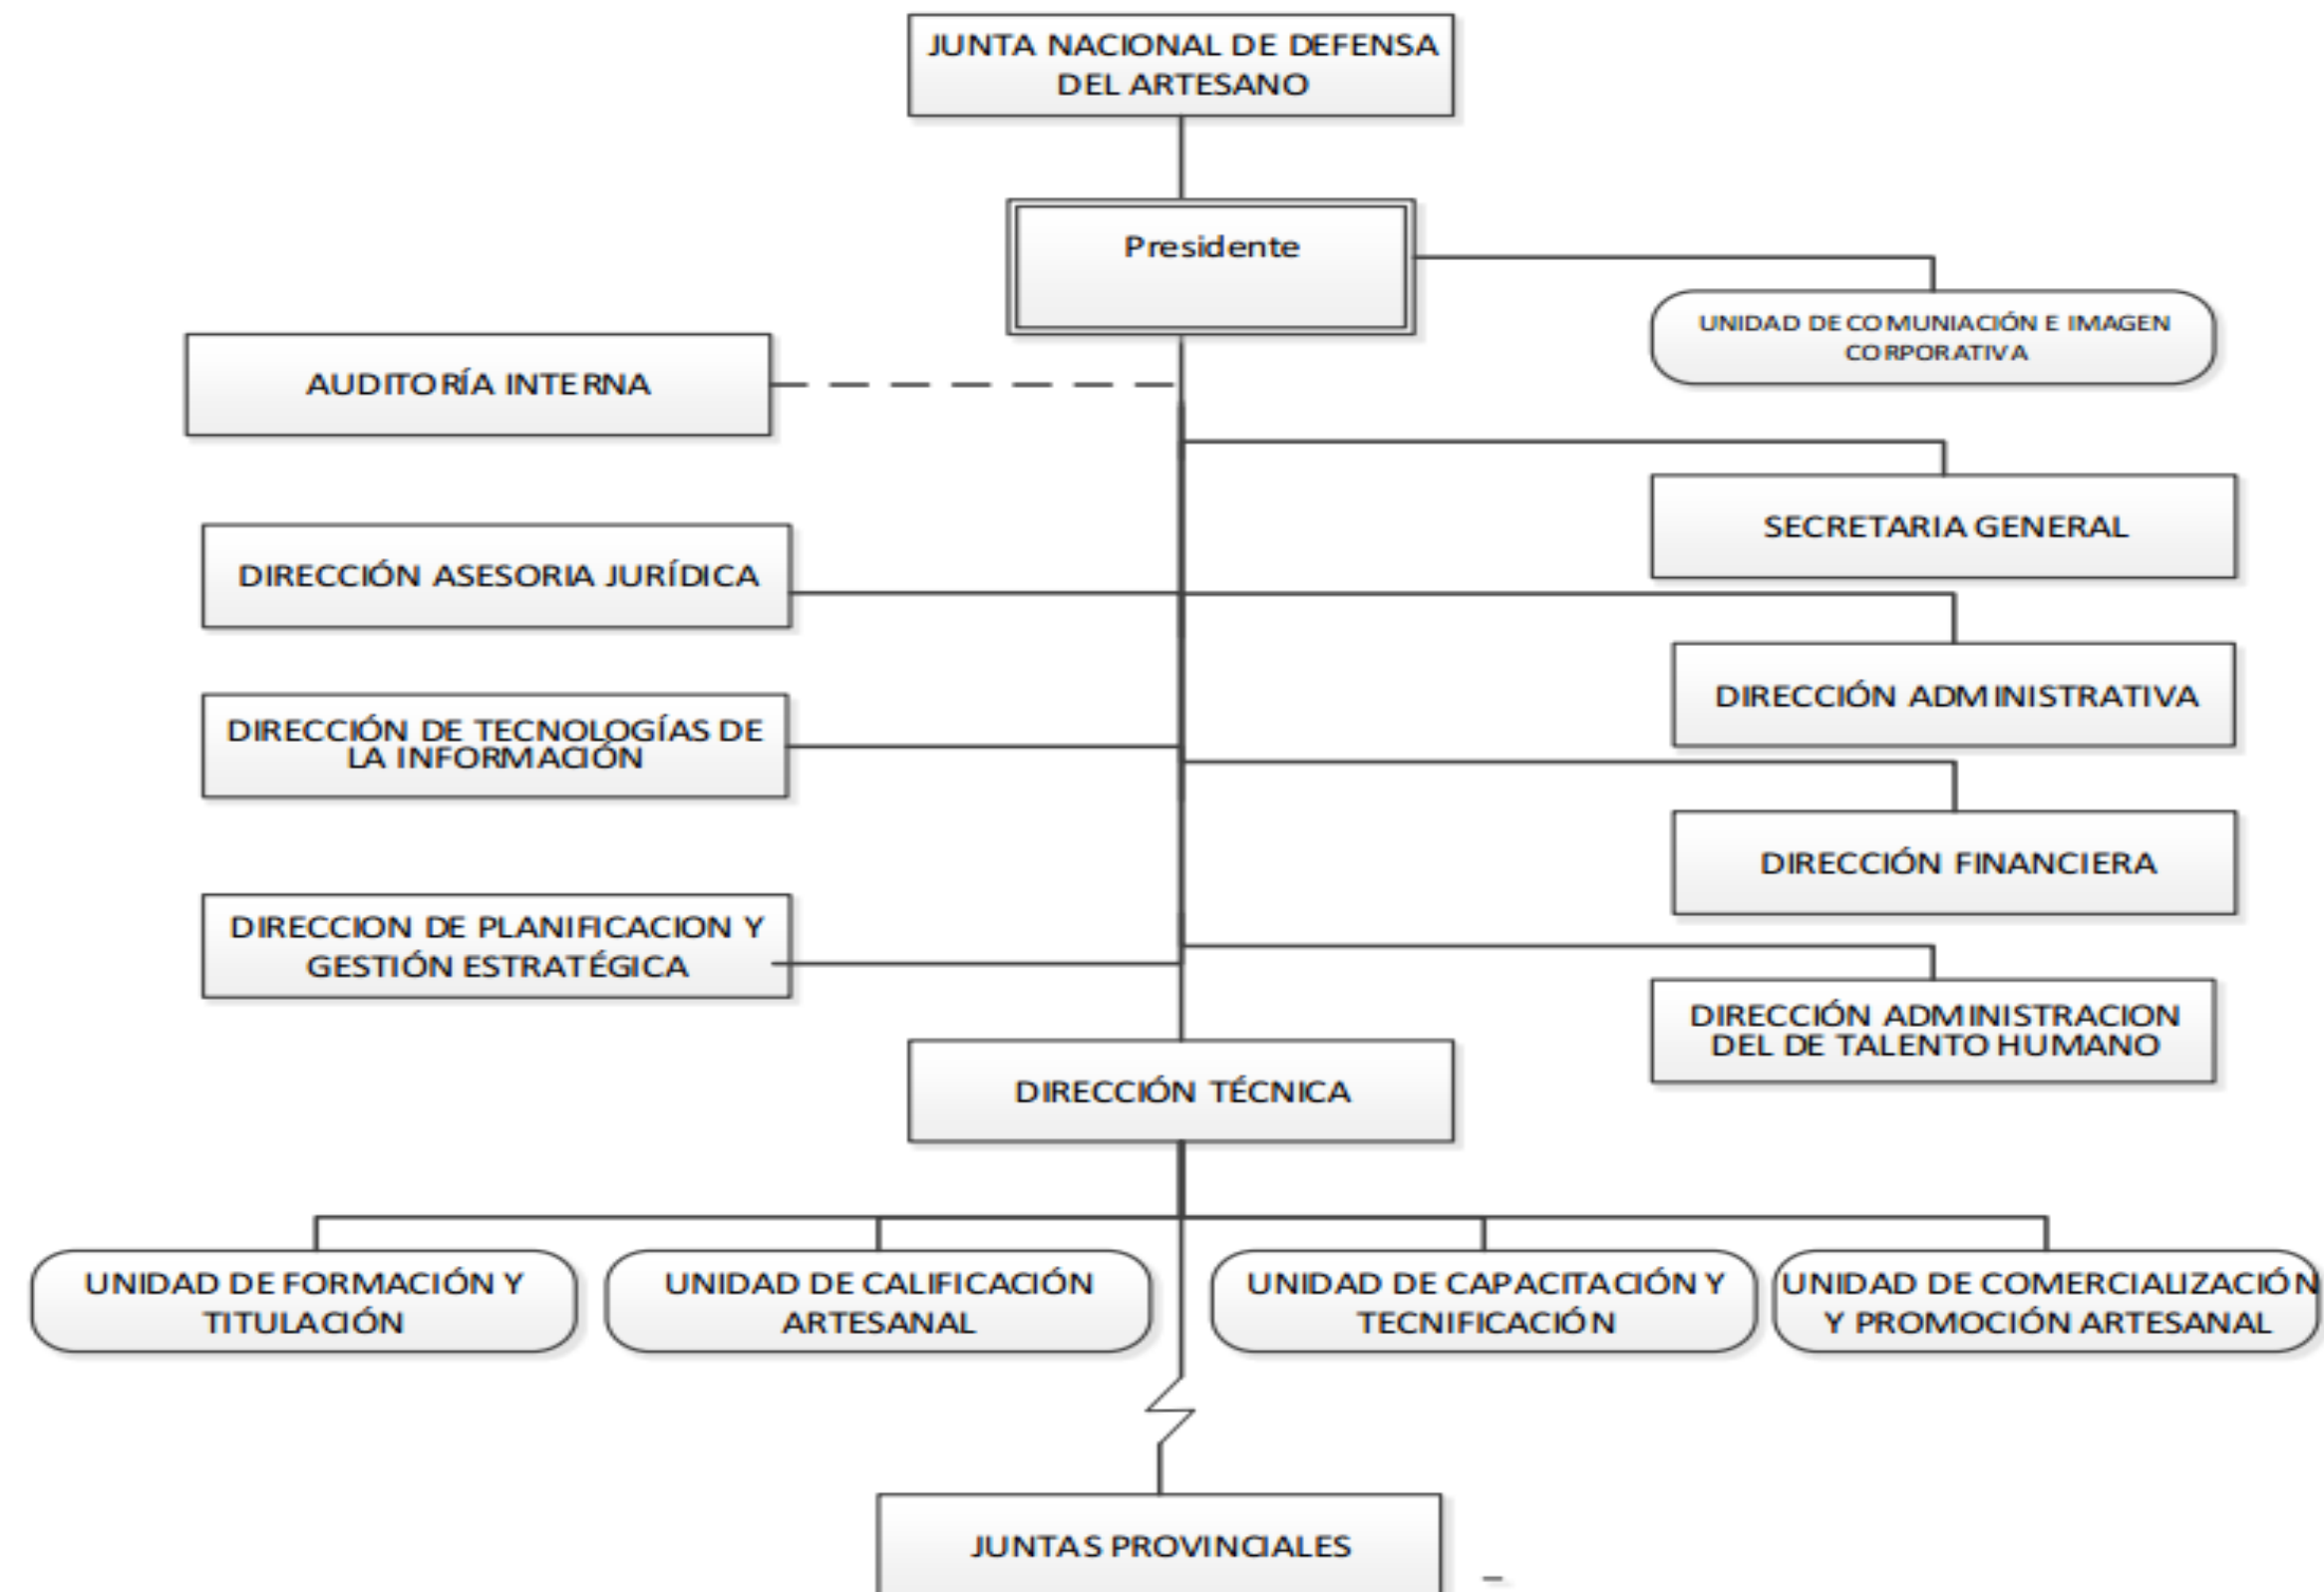 JUNTA NACIONAL DE DEFENSA
DEL ARTESANO
Presidente
UNIDAD DE COMUNIACIÓN E IMAGEN
CORPORATIVA
AUDITORÍA INTERNA
SECRETARIA GENERAL
DIRECCIÓN ASESORIA JURÍDICA
DIRECCIÓN ADMINISTRATIVA
DIRECCIÓN DE TECNOLOGÍAS DE
LA INFORMACIÓN
DIRECCIÓN FINANCIERA
DIRECCION DE PLANIFICACION Y
GESTIÓN ESTRATÉGICA
DIRECCIÓN ADMINISTRACION
DEL DE TALENTO HUMANO
DIRECCIÓN TÉCNICA
UNIDAD DE FORMACIÓN Y
TITULACIÓN
UNIDAD DE CALIFICACIÓN
ARTESANAL
UNIDAD DE CAPACITACIÓN Y
TECNIFICACIÓN
UNIDAD DE COMERCIALIZACIÓN
Y PROMOCIÓN ARTESANAL
JUNTAS PROVINCIALES